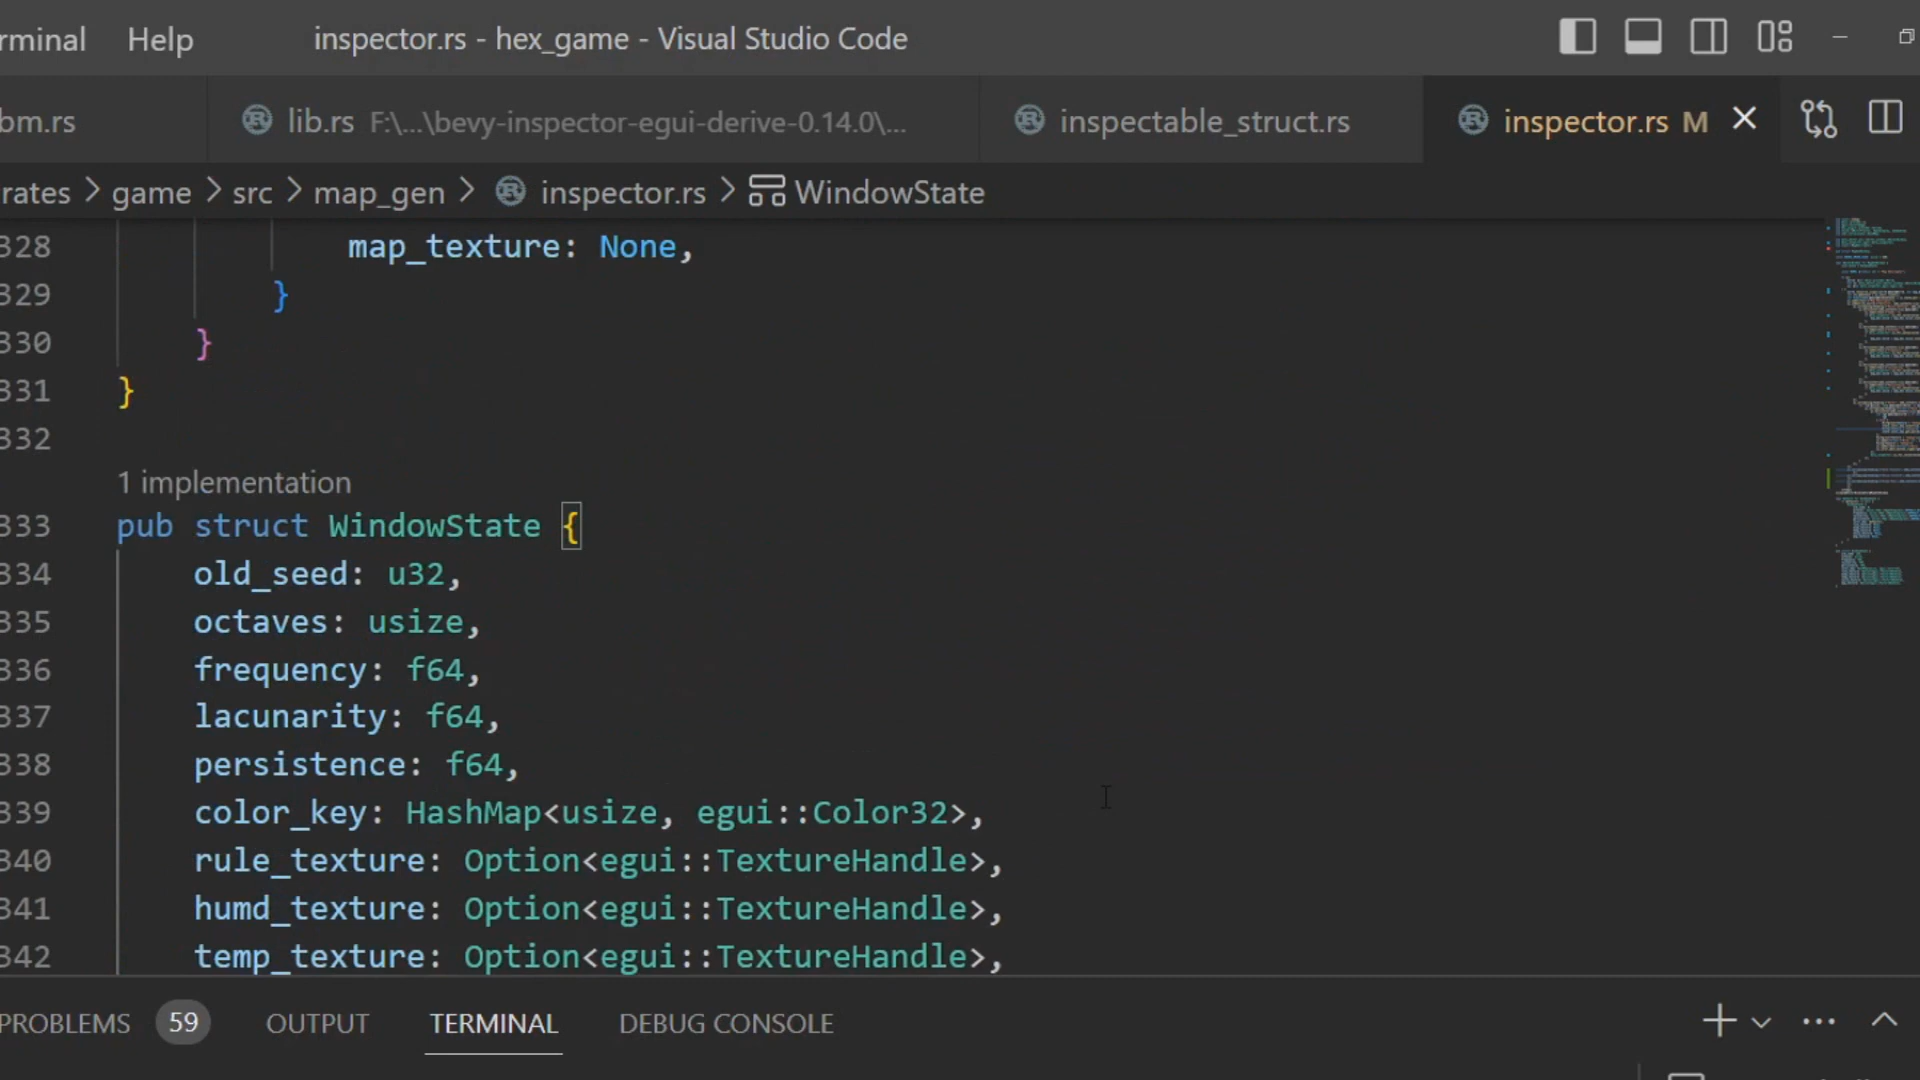 rminal Help inspector.rs - hex_game - Visual Studio Code
bm.rs lib.rs F:\...\bevy-inspector-egui-derive-0.14.0\... inspectable_struct.rs inspector.rs M
rates > game > src > map_gen > inspector.rs > WindowState
328 map_texture: None,
329 }
330 }
331 }
332
1 implementation
333 pub struct WindowState {
334 old_seed: u32,
335 octaves: usize,
336 frequency: f64,
337 lacunarity: f64,
338 persistence: f64,
339 color_key: HashMap<usize, egui::Color32>,
340 rule_texture: Option<egui::TextureHandle>,
341 humd_texture: Option<egui::TextureHandle>,
342 temp_texture: Option<egui::TextureHandle>,
PROBLEMS 59 OUTPUT TERMINAL DEBUG CONSOLE